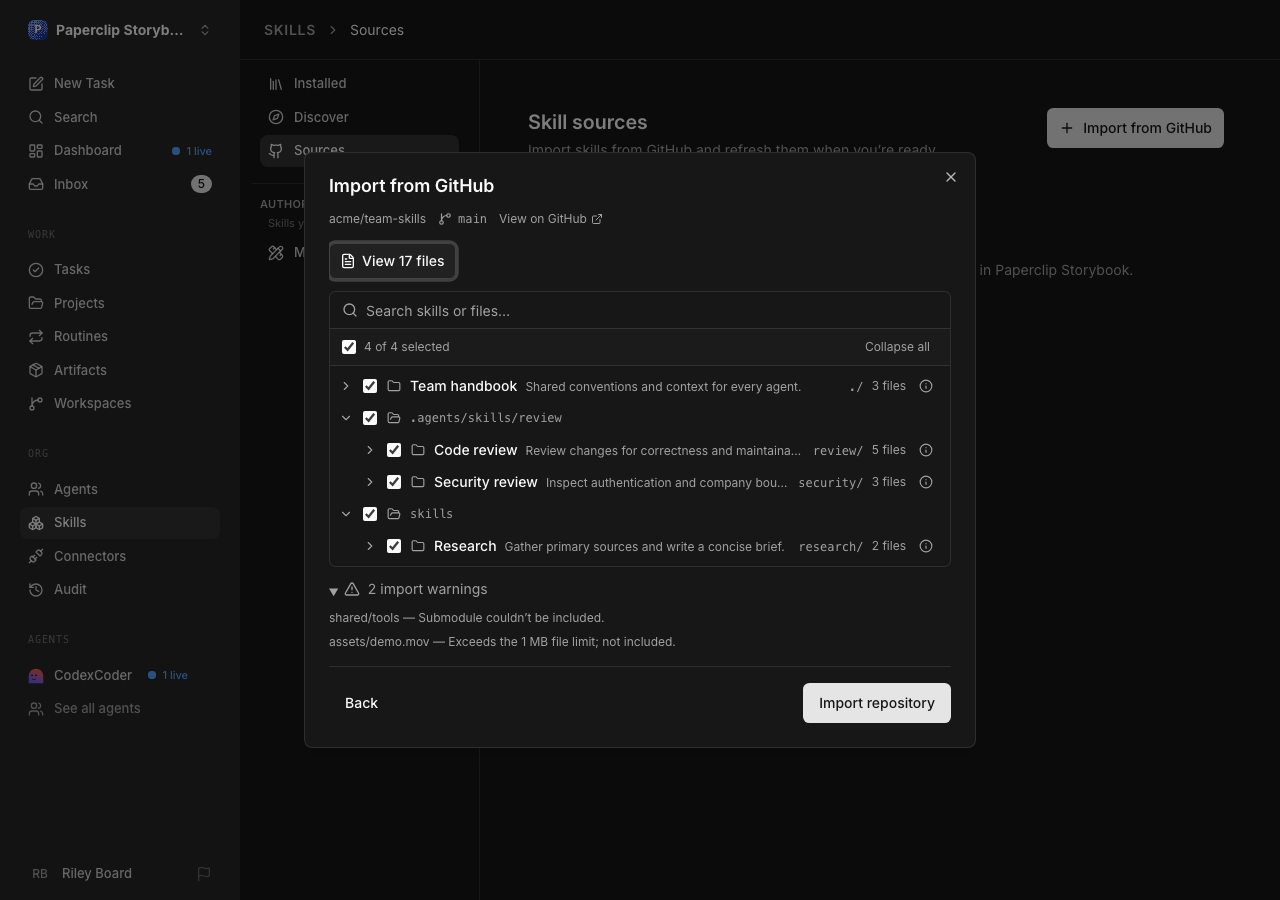 P Paperclip Storyb...
SKILLS > Sources
New Task
Search
Dashboard 1 live
Inbox 5
WORK
Tasks
Projects
Routines
Artifacts
Workspaces
ORG
Agents
Skills
Connectors
Audit
AGENTS
CodexCoder 1 live
See all agents
RB Riley Board
Installed
Discover
Sources
AUTHOR
Skills y
M
Skill sources
Import skills from GitHub and refresh them when you're ready.
+ Import from GitHub
in Paperclip Storybook.
Import from GitHub
acme/team-skills main View on GitHub
View 17 files
Search skills or files...
4 of 4 selected Collapse all
Team handbook Shared conventions and context for every agent. ./ 3 files
.agents/skills/review
Code review Review changes for correctness and maintaina... review/ 5 files
Security review Inspect authentication and company bou... security/ 3 files
skills
Research Gather primary sources and write a concise brief. research/ 2 files
2 import warnings
shared/tools — Submodule couldn't be included.
assets/demo.mov — Exceeds the 1 MB file limit; not included.
Back
Import repository